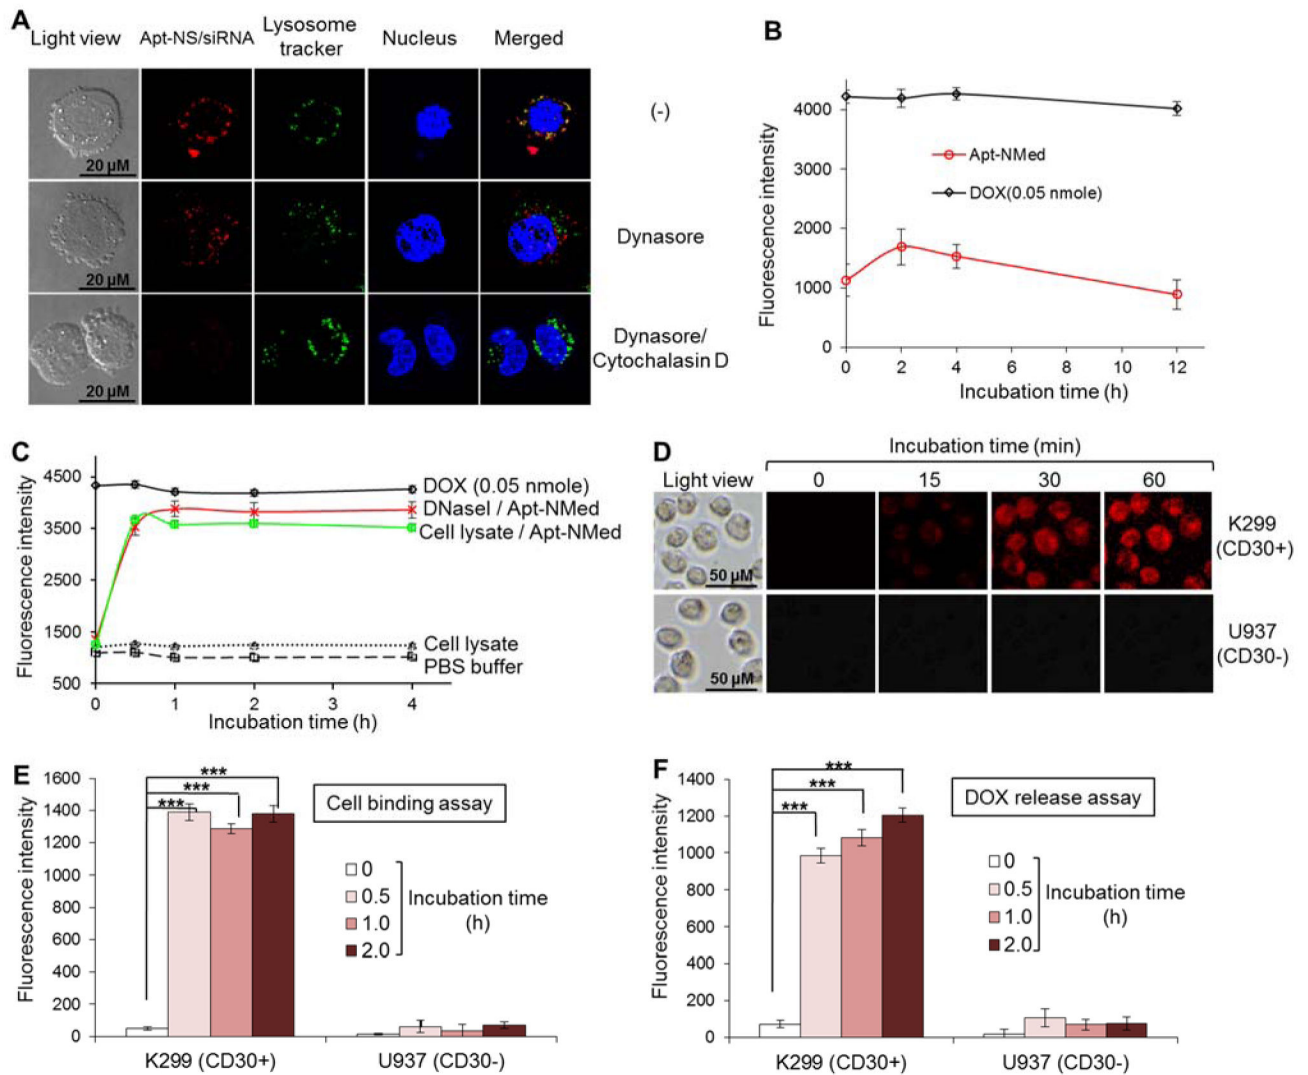 A
Light view
Apt-NS/siRNA
Lysosome
tracker
Nucleus
Merged
20 µM
(-)
20 µM
Dynasore
20 µM
Dynasore/
Cytochalasin D
B
Fluorescence intensity
4000
3000
2000
1000
0
Apt-NMed
DOX(0.05 nmole)
0 2 4 6 8 10 12
Incubation time (h)
C
Fluorescence intensity
4500
3500
2500
1500
500
DOX (0.05 nmole)
DNaseI / Apt-NMed
Cell lysate / Apt-NMed
Cell lysate
PBS buffer
0 1 2 3 4
Incubation time (h)
D
Incubation time (min)
Light view 0 15 30 60
50 µM
K299
(CD30+)
50 µM
U937
(CD30-)
E
Fluorescence intensity
1600
1400
1200
1000
800
600
400
200
0
***
***
***
Cell binding assay
0
0.5
1.0
2.0
Incubation time
(h)
K299 (CD30+) U937 (CD30-)
F
Fluorescence intensity
1400
1200
1000
800
600
400
200
0
***
***
***
DOX release assay
0
0.5
1.0
2.0
Incubation time
(h)
K299 (CD30+) U937 (CD30-)